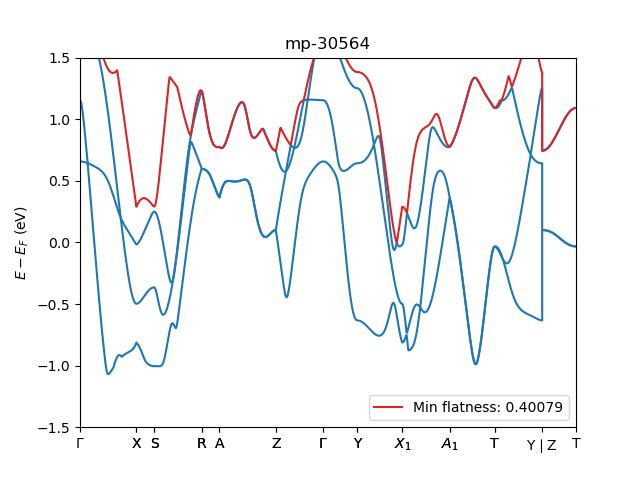 mp-30564
E − E_F (eV)
1.5
1.0
0.5
0.0
−0.5
−1.0
−1.5
Min flatness: 0.40079
Γ X S R A Z Γ Y X₁ A₁ T Y | Z T